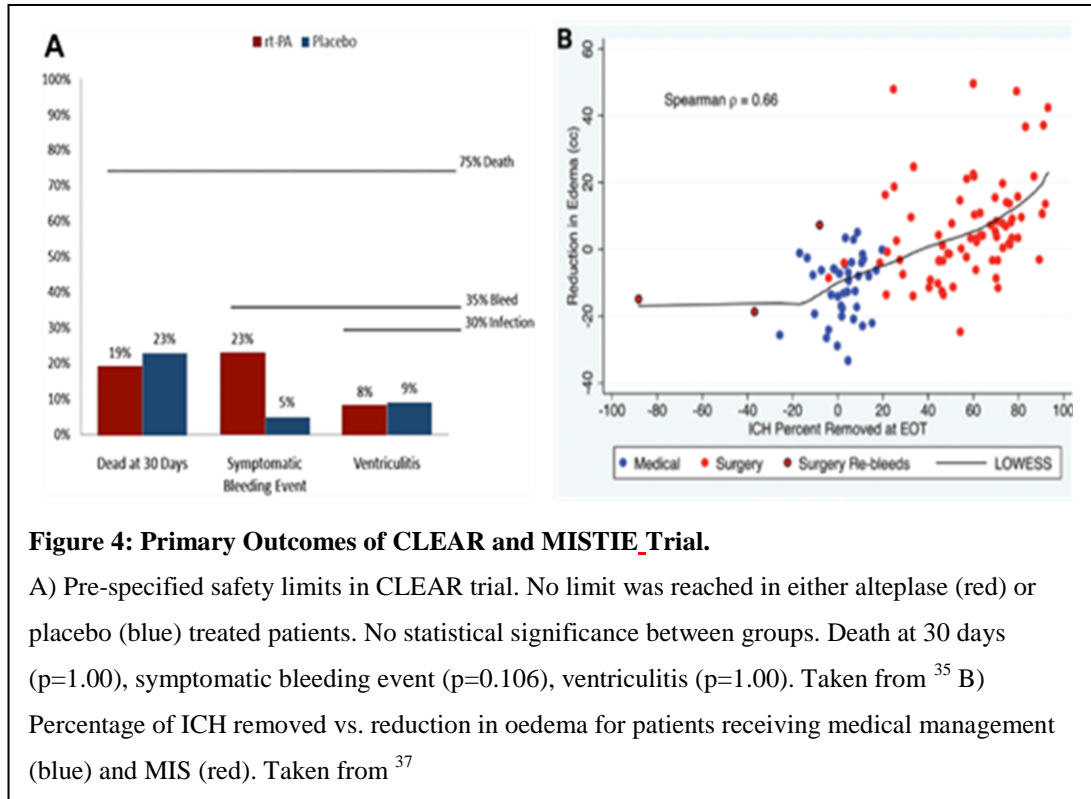 A
rt-PA Placebo
100%
90%
80%
70%
60%
50%
40%
30%
20%
10%
0%
75% Death
35% Bleed
30% Infection
19%
23%
23%
5%
8%
9%
Dead at 30 Days
Symptomatic
Bleeding Event
Ventriculitis
B
Spearman ρ = 0.66
Reduction in Edema (cc)
60
40
20
0
-20
-40
-100 -80 -60 -40 -20 0 20 40 60 80 100
ICH Percent Removed at EOT
Medical Surgery Surgery Re-bleeds LOWESS
Figure 4: Primary Outcomes of CLEAR and MISTIE Trial.
A) Pre-specified safety limits in CLEAR trial. No limit was reached in either alteplase (red) or
placebo (blue) treated patients. No statistical significance between groups. Death at 30 days
(p=1.00), symptomatic bleeding event (p=0.106), ventriculitis (p=1.00). Taken from 35 B)
Percentage of ICH removed vs. reduction in oedema for patients receiving medical management
(blue) and MIS (red). Taken from 37